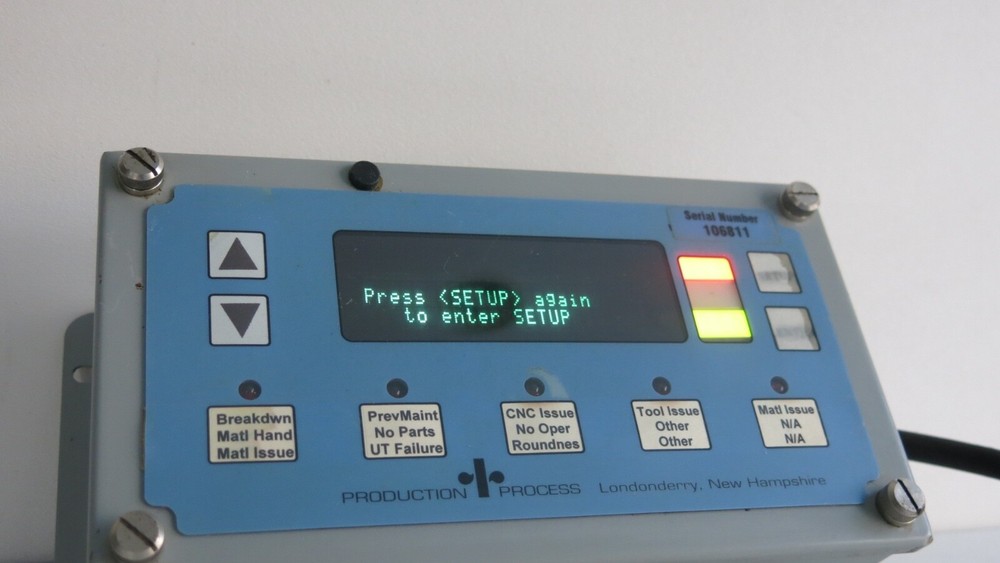 Serial Number
106811
Press <SETUP> again
to enter SETUP
Breakdwn
Matl Hand
Matl Issue
PrevMaint
No Parts
UT Failure
CNC Issue
No Oper
Roundnes
Tool Issue
Other
Other
Matl Issue
N/A
N/A
PRODUCTION PROCESS Londonderry, New Hampshire